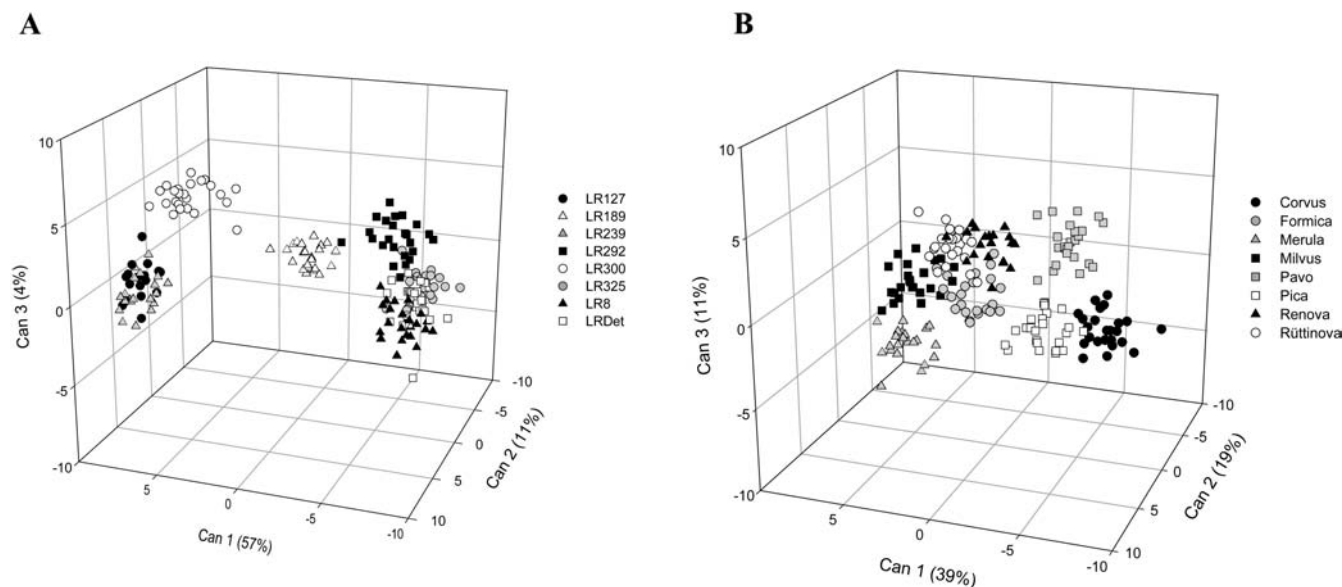 A
10
5
0
-5
-10
Can 3 (4%)
5
0
-5
-10
Can 1 (57%)
-10
-5
0
5
10
Can 2 (11%)
LR127
LR189
LR239
LR292
LR300
LR325
LR8
LRDet
B
10
5
0
-5
-10
Can 3 (11%)
5
0
-5
-10
Can 1 (39%)
-10
-5
0
5
10
Can 2 (19%)
Corvus
Formica
Merula
Milvus
Pavo
Pica
Renova
Rüttinova